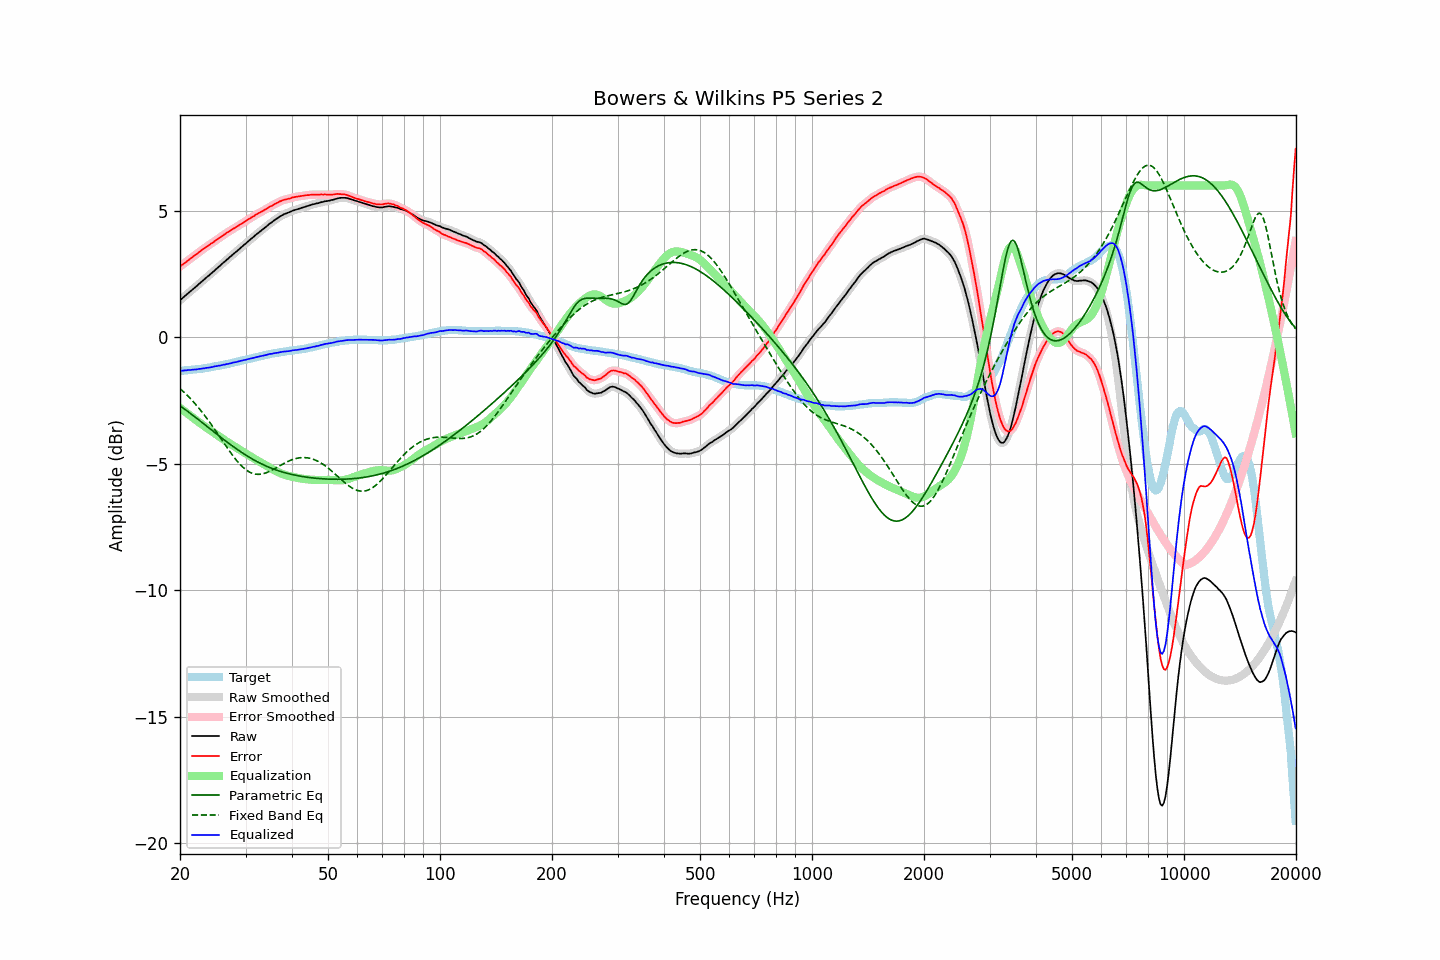 Bowers & Wilkins P5 Series 2
Amplitude (dBr)
5
0
−5
−10
−15
−20
Target
Raw Smoothed
Error Smoothed
Raw
Error
Equalization
Parametric Eq
Fixed Band Eq
Equalized
20 50 100 200 500 1000 2000 5000 10000 20000
Frequency (Hz)